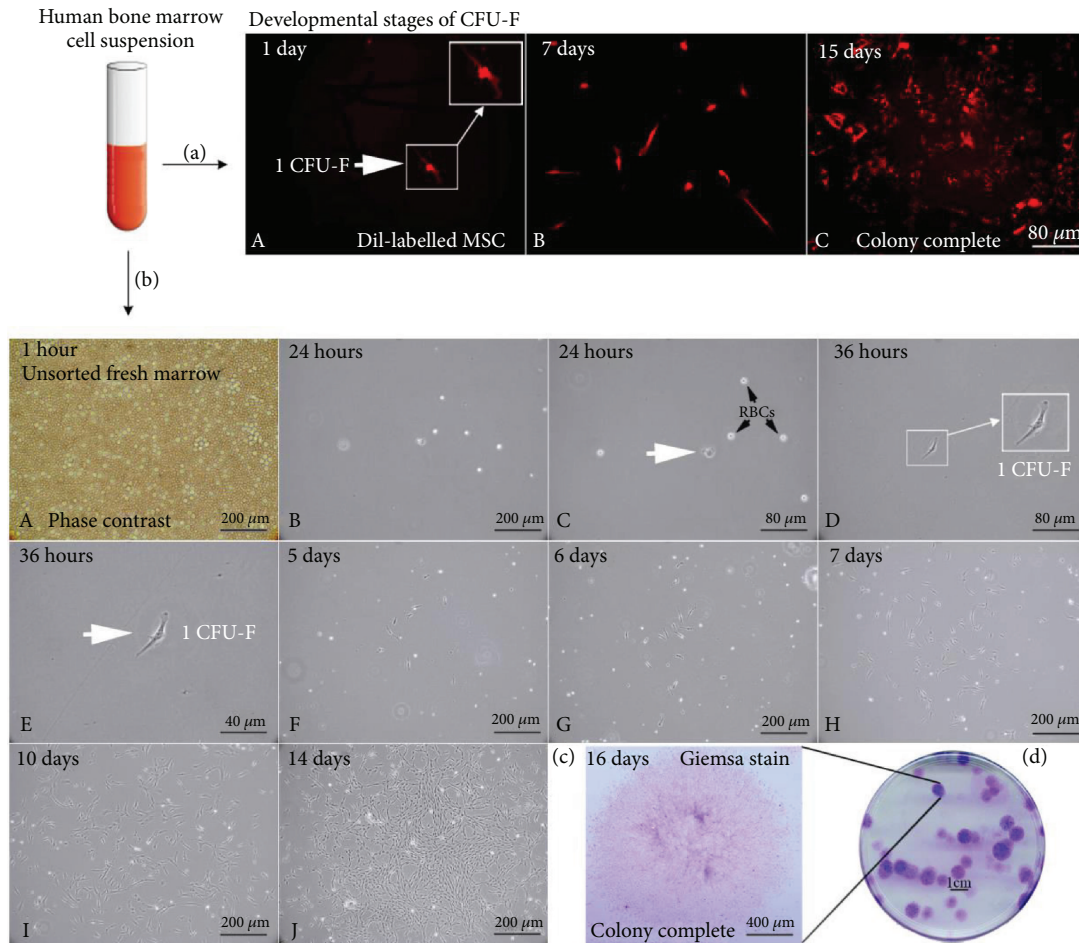 Human bone marrow
cell suspension
Developmental stages of CFU-F
(a)
(b)
1 day
1 CFU-F
A
DiI-labelled MSC
7 days
B
15 days
C
Colony complete
80 µm
1 hour
Unsorted fresh marrow
A
Phase contrast
200 µm
24 hours
B
200 µm
24 hours
RBCs
C
80 µm
36 hours
1 CFU-F
D
80 µm
36 hours
1 CFU-F
E
40 µm
5 days
F
200 µm
6 days
G
200 µm
7 days
H
200 µm
10 days
I
200 µm
14 days
J
200 µm
(c)
16 days
Giemsa stain
Colony complete
400 µm
(d)
1cm